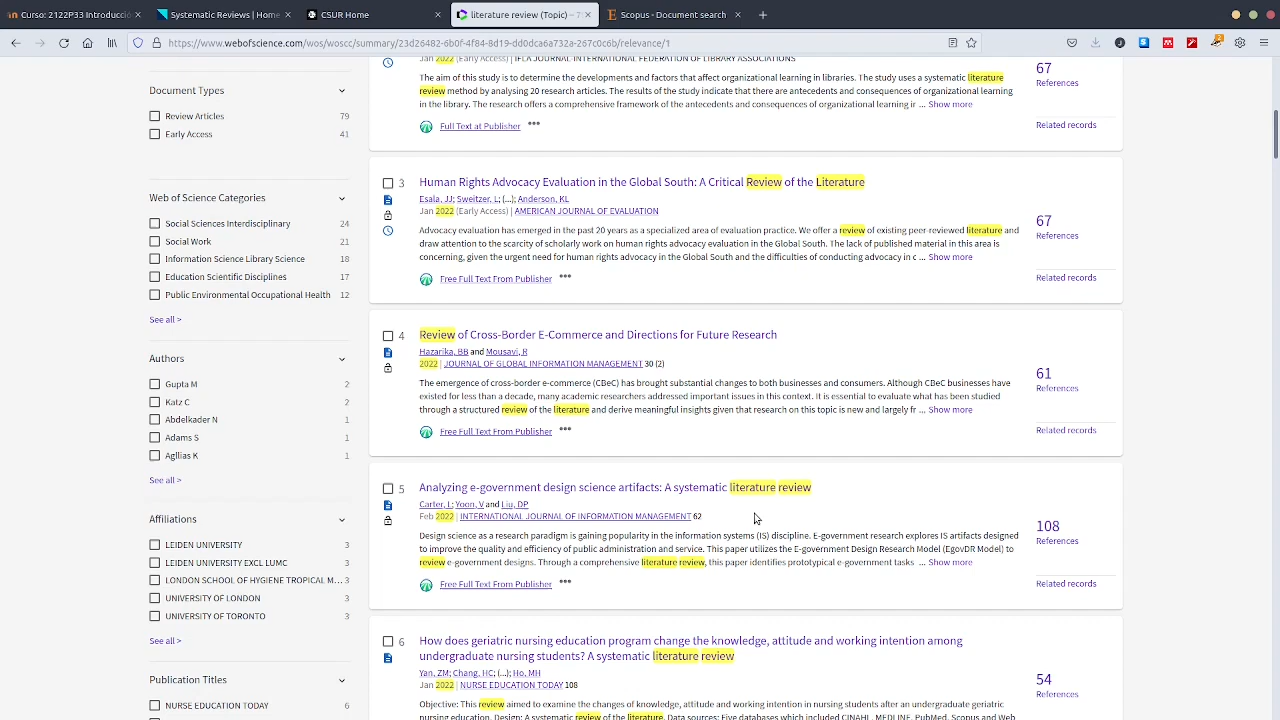 Curso: 2122P33 Introducci
Systematic Reviews | Home
CSUR Home
literature review (Topic) – 7
Scopus - Document search
https://www.webofscience.com/wos/woscc/summary/23d26482-6b0f-4f84-8d19-dd0dca6a732a-267c0c6b/relevance/1
Document Types
Review Articles 79
Early Access 41
Web of Science Categories
Social Sciences Interdisciplinary 24
Social Work 21
Information Science Library Science 18
Education Scientific Disciplines 17
Public Environmental Occupational Health 12
See all >
Authors
Gupta M 2
Katz C 2
Abdelkader N 1
Adams S 1
Agllias K 1
See all >
Affiliations
LEIDEN UNIVERSITY 3
LEIDEN UNIVERSITY EXCL LUMC 3
LONDON SCHOOL OF HYGIENE TROPICAL M... 3
UNIVERSITY OF LONDON 3
UNIVERSITY OF TORONTO 3
See all >
Publication Titles
NURSE EDUCATION TODAY 6
Jan 2022 (Early Access) | IFLA JOURNAL-INTERNATIONAL FEDERATION OF LIBRARY ASSOCIATIONS
The aim of this study is to determine the developments and factors that affect organizational learning in libraries. The study uses a systematic literature
review method by analysing 20 research articles. The results of the study indicate that there are antecedents and consequences of organizational learning
in the library. The research offers a comprehensive framework of the antecedents and consequences of organizational learning ir ... Show more
Full Text at Publisher
67
References
Related records
3 Human Rights Advocacy Evaluation in the Global South: A Critical Review of the Literature
Esala, JJ; Sweitzer, L; (...); Anderson, KL
Jan 2022 (Early Access) | AMERICAN JOURNAL OF EVALUATION
Advocacy evaluation has emerged in the past 20 years as a specialized area of evaluation practice. We offer a review of existing peer-reviewed literature and
draw attention to the scarcity of scholarly work on human rights advocacy evaluation in the Global South. The lack of published material in this area is
concerning, given the urgent need for human rights advocacy in the Global South and the difficulties of conducting advocacy in c ... Show more
Free Full Text From Publisher
67
References
Related records
4 Review of Cross-Border E-Commerce and Directions for Future Research
Hazarika, BB and Mousavi, R
2022 | JOURNAL OF GLOBAL INFORMATION MANAGEMENT 30 (2)
The emergence of cross-border e-commerce (CBeC) has brought substantial changes to both businesses and consumers. Although CBeC businesses have
existed for less than a decade, many academic researchers addressed important issues in this context. It is essential to evaluate what has been studied
through a structured review of the literature and derive meaningful insights given that research on this topic is new and largely fr ... Show more
Free Full Text From Publisher
61
References
Related records
5 Analyzing e-government design science artifacts: A systematic literature review
Carter, L; Yoon, V and Liu, DP
Feb 2022 | INTERNATIONAL JOURNAL OF INFORMATION MANAGEMENT 62
Design science as a research paradigm is gaining popularity in the information systems (IS) discipline. E-government research explores IS artifacts designed
to improve the quality and efficiency of public administration and service. This paper utilizes the E-government Design Research Model (EgovDR Model) to
review e-government designs. Through a comprehensive literature review, this paper identifies prototypical e-government tasks ... Show more
Free Full Text From Publisher
108
References
Related records
6 How does geriatric nursing education program change the knowledge, attitude and working intention among
undergraduate nursing students? A systematic literature review
Yan, ZM; Chang, HC; (...); Ho, MH
Jan 2022 | NURSE EDUCATION TODAY 108
Objective: This review aimed to examine the changes of knowledge, attitude and working intention in nursing students after an undergraduate geriatric
nursing education. Design: A systematic review of the literature. Data sources: Five databases which included CINAHL, MEDLINE, PubMed, Scopus and Web
54
References